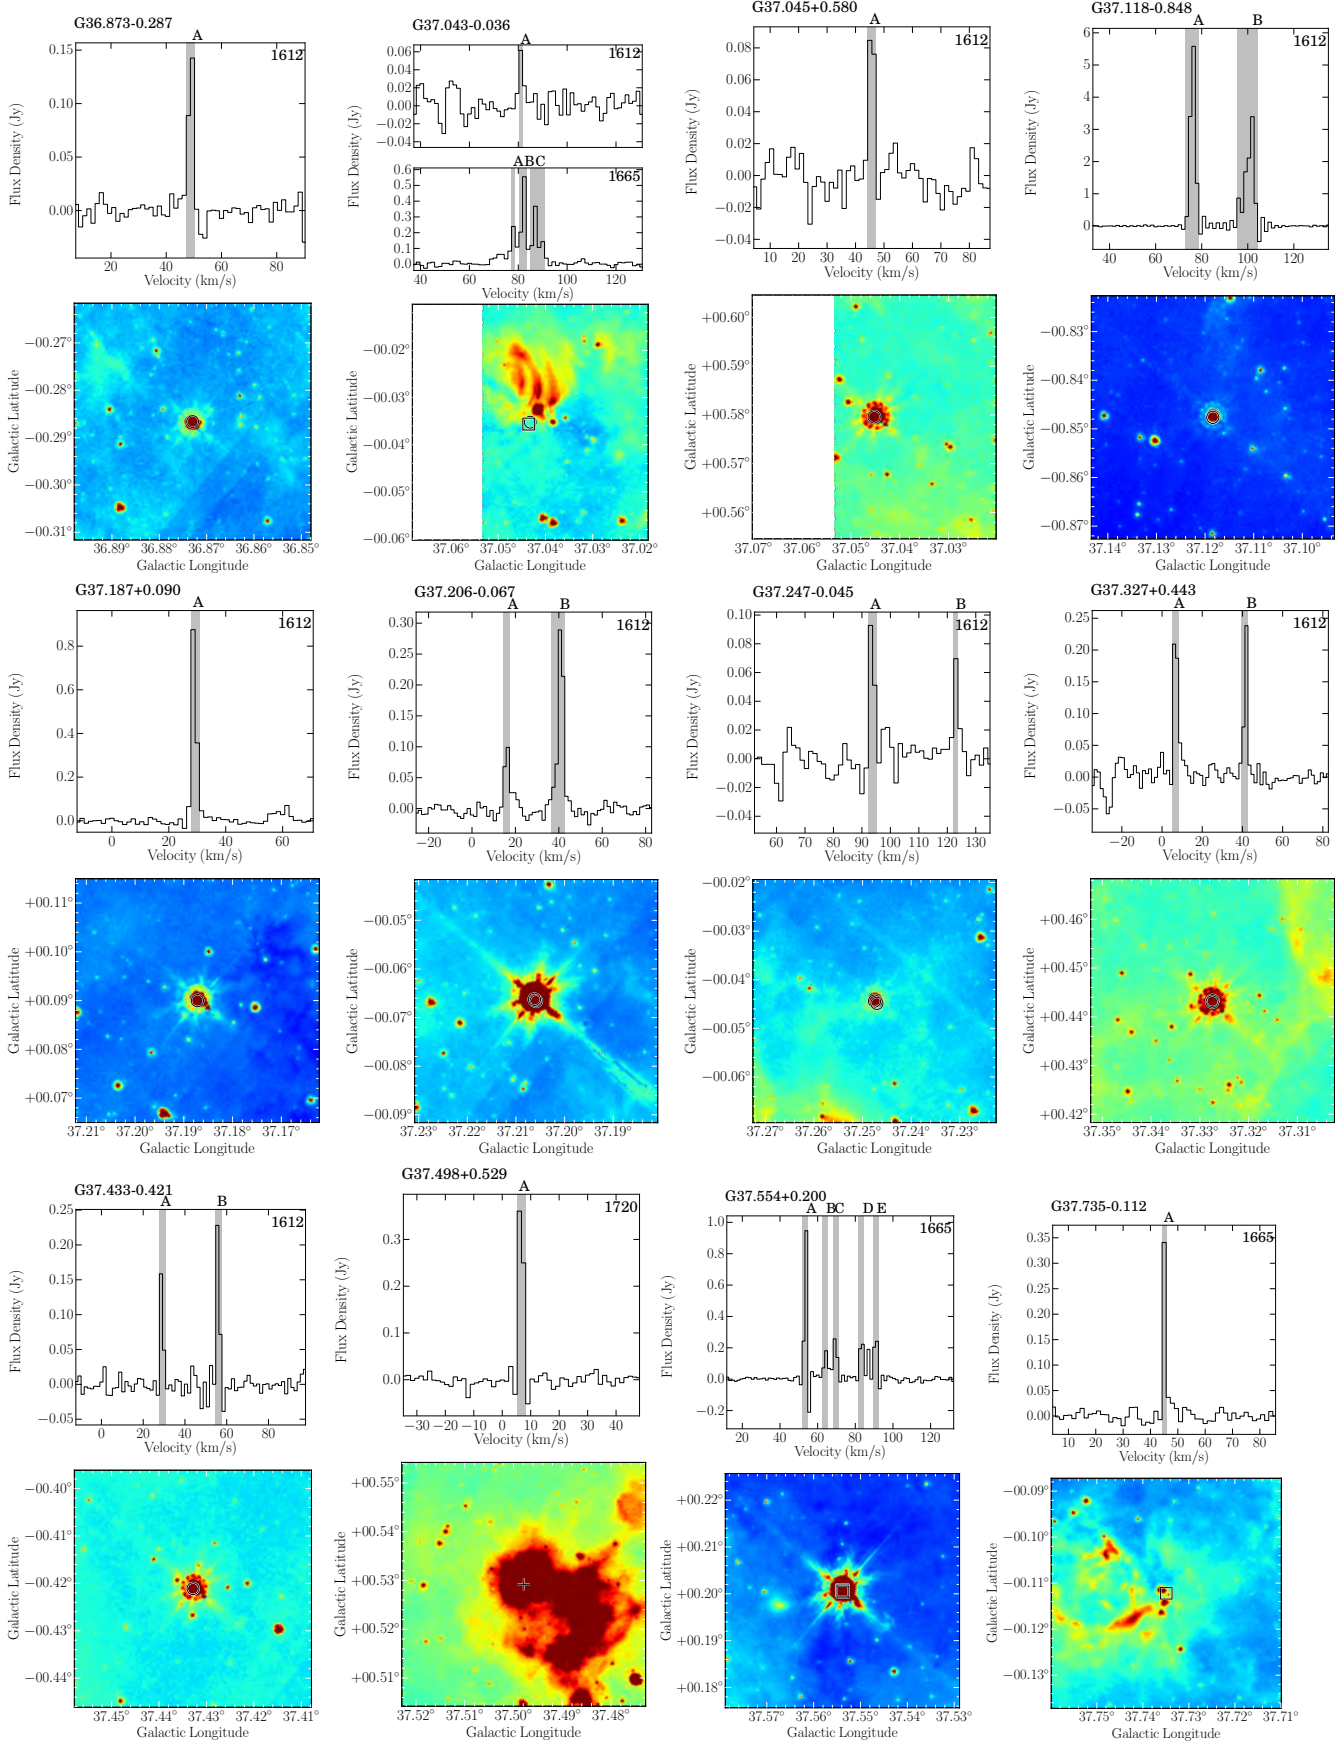 G36.873-0.287
A
1612
0.15
0.10
0.05
0.00
Flux Density (Jy)
20 40 60 80
Velocity (km/s)
−00.27°
−00.28°
−00.29°
−00.30°
−00.31°
Galactic Latitude
36.89° 36.88° 36.87° 36.86° 36.85°
Galactic Longitude
G37.043-0.036
A
1612
0.06
0.04
0.02
0.00
−0.02
−0.04
Flux Density (Jy)
ABC
1665
0.6
0.5
0.4
0.3
0.2
0.1
0.0
40 60 80 100 120
Velocity (km/s)
−00.02°
−00.03°
−00.04°
−00.05°
−00.06°
Galactic Latitude
37.06° 37.05° 37.04° 37.03° 37.02°
Galactic Longitude
G37.045+0.580
A
1612
0.08
0.06
0.04
0.02
0.00
−0.02
−0.04
Flux Density (Jy)
10 20 30 40 50 60 70 80
Velocity (km/s)
+00.60°
+00.59°
+00.58°
+00.57°
+00.56°
Galactic Latitude
37.07° 37.06° 37.05° 37.04° 37.03°
Galactic Longitude
G37.118-0.848
A B
1612
6
5
4
3
2
1
0
Flux Density (Jy)
40 60 80 100 120
Velocity (km/s)
−00.83°
−00.84°
−00.85°
−00.86°
−00.87°
Galactic Latitude
37.14° 37.13° 37.12° 37.11° 37.10°
Galactic Longitude
G37.187+0.090
A
1612
0.8
0.6
0.4
0.2
0.0
Flux Density (Jy)
0 20 40 60
Velocity (km/s)
+00.11°
+00.10°
+00.09°
+00.08°
+00.07°
Galactic Latitude
37.21° 37.20° 37.19° 37.18° 37.17°
Galactic Longitude
G37.206-0.067
A B
1612
0.30
0.25
0.20
0.15
0.10
0.05
0.00
Flux Density (Jy)
−20 0 20 40 60 80
Velocity (km/s)
−00.05°
−00.06°
−00.07°
−00.08°
−00.09°
Galactic Latitude
37.23° 37.22° 37.21° 37.20° 37.19°
Galactic Longitude
G37.247-0.045
A B
1612
0.10
0.08
0.06
0.04
0.02
0.00
−0.02
−0.04
Flux Density (Jy)
60 70 80 90 100 110 120 130
Velocity (km/s)
−00.02°
−00.03°
−00.04°
−00.05°
−00.06°
Galactic Latitude
37.27° 37.26° 37.25° 37.24° 37.23°
Galactic Longitude
G37.327+0.443
A B
1612
0.25
0.20
0.15
0.10
0.05
0.00
−0.05
Flux Density (Jy)
−20 0 20 40 60 80
Velocity (km/s)
+00.46°
+00.45°
+00.44°
+00.43°
+00.42°
Galactic Latitude
37.35° 37.34° 37.33° 37.32° 37.31°
Galactic Longitude
G37.433-0.421
A B
1612
0.25
0.20
0.15
0.10
0.05
0.00
−0.05
Flux Density (Jy)
0 20 40 60 80
Velocity (km/s)
−00.40°
−00.41°
−00.42°
−00.43°
−00.44°
Galactic Latitude
37.45° 37.44° 37.43° 37.42° 37.41°
Galactic Longitude
G37.498+0.529
A
1720
0.3
0.2
0.1
0.0
Flux Density (Jy)
−30 −20 −10 0 10 20 30 40
Velocity (km/s)
+00.55°
+00.54°
+00.53°
+00.52°
+00.51°
Galactic Latitude
37.52° 37.51° 37.50° 37.49° 37.48°
Galactic Longitude
G37.554+0.200
A BC D E
1665
1.0
0.8
0.6
0.4
0.2
0.0
−0.2
Flux Density (Jy)
20 40 60 80 100 120
Velocity (km/s)
+00.22°
+00.21°
+00.20°
+00.19°
+00.18°
Galactic Latitude
37.57° 37.56° 37.55° 37.54° 37.53°
Galactic Longitude
G37.735-0.112
A
1665
0.35
0.30
0.25
0.20
0.15
0.10
0.05
0.00
Flux Density (Jy)
10 20 30 40 50 60 70 80
Velocity (km/s)
−00.09°
−00.10°
−00.11°
−00.12°
−00.13°
Galactic Latitude
37.75° 37.74° 37.73° 37.72° 37.71°
Galactic Longitude